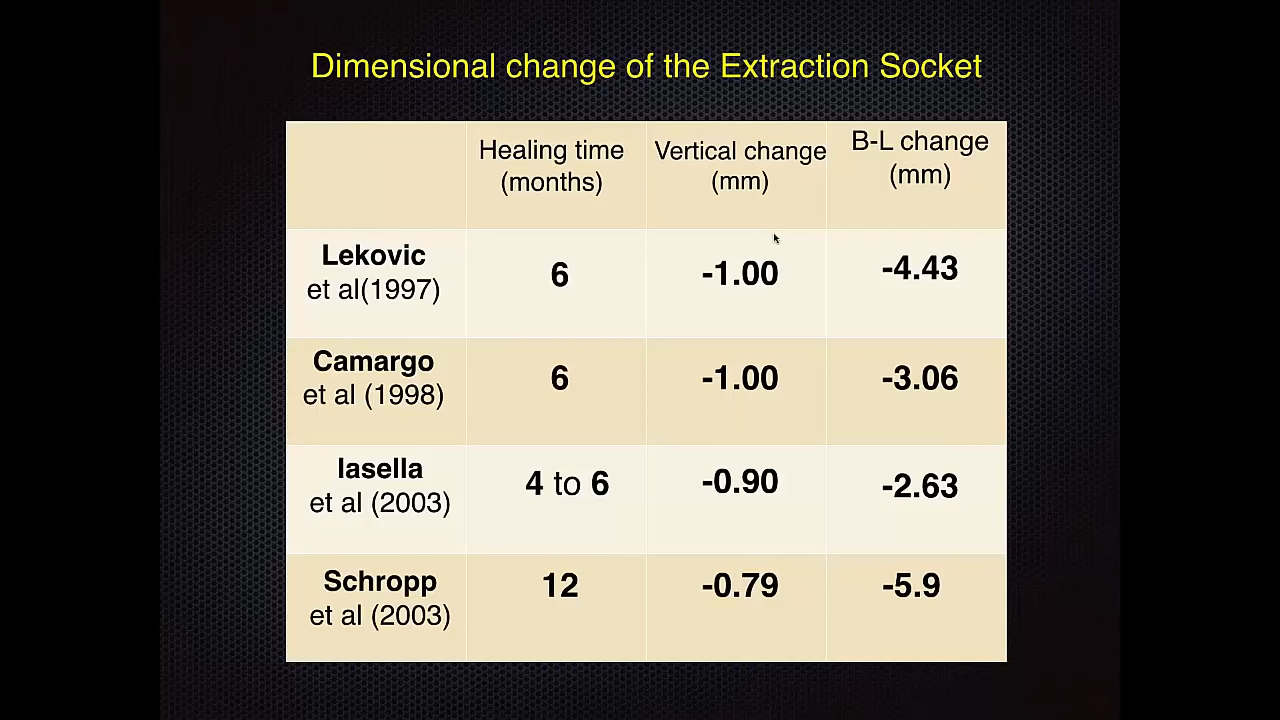 Dimensional change of the Extraction Socket
Healing time
(months)
Vertical change
(mm)
B-L change
(mm)
Lekovic
et al(1997)
6
-1.00
-4.43
Camargo
et al (1998)
6
-1.00
-3.06
Iasella
et al (2003)
4 to 6
-0.90
-2.63
Schropp
et al (2003)
12
-0.79
-5.9